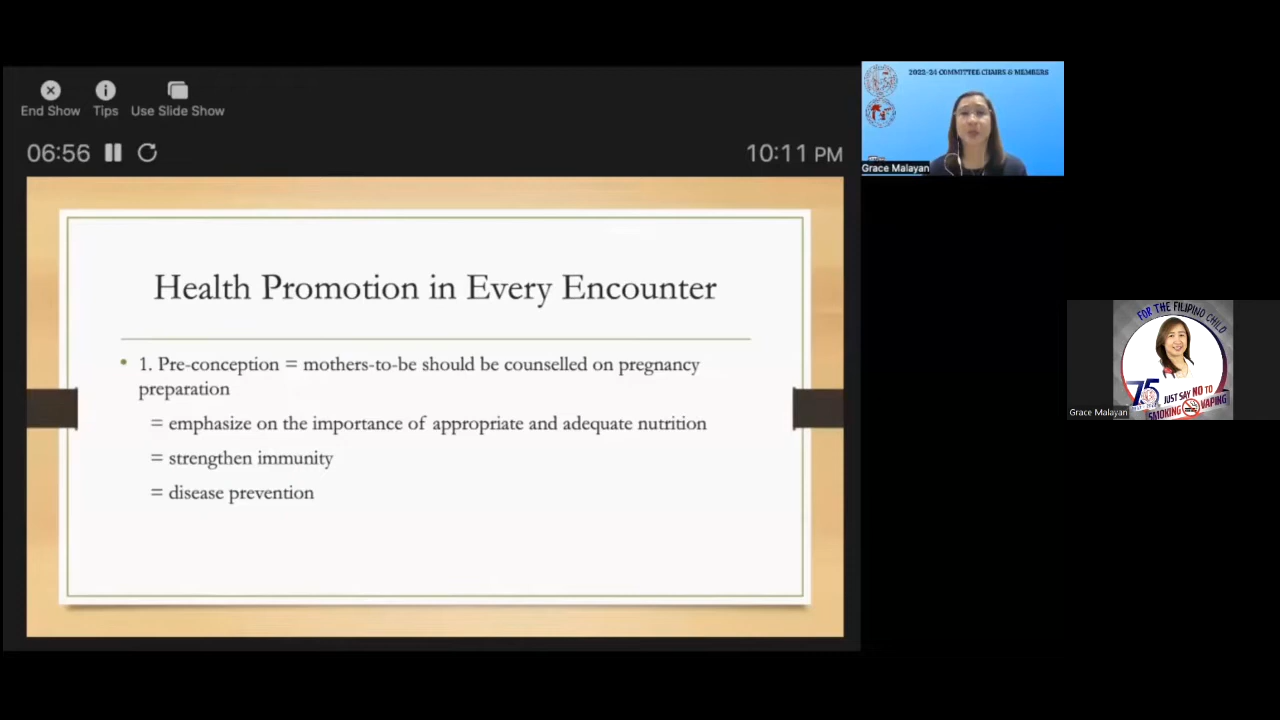 End Show Tips Use Slide Show
06:56
10:11 PM
Health Promotion in Every Encounter
• 1. Pre-conception = mothers-to-be should be counselled on pregnancy
preparation
= emphasize on the importance of appropriate and adequate nutrition
= strengthen immunity
= disease prevention
2022-24 COMMITTEE CHAIRS & MEMBERS
Grace Malayan
FOR THE FILIPINO CHILD
75
JUST SAY NO TO
SMOKING VAPING
Grace Malayan